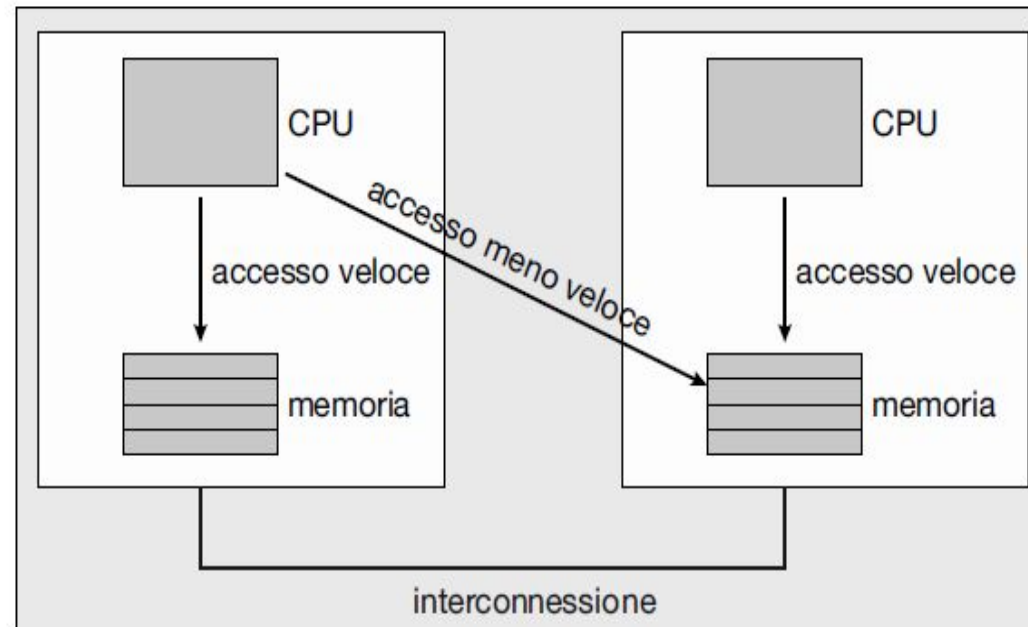 CPU
CPU
accesso meno veloce
accesso veloce
accesso veloce
memoria
memoria
interconnessione